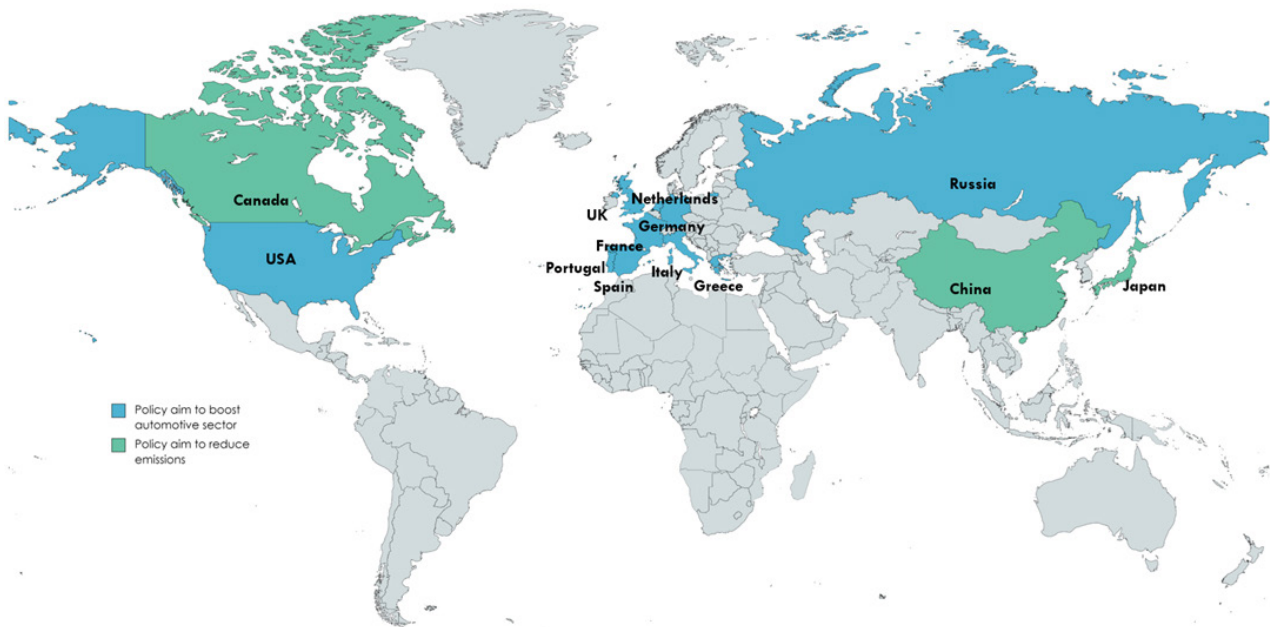 Canada
USA
UK
Netherlands
Germany
France
Portugal
Spain
Italy
Greece
Russia
China
Japan
Policy aim to boost
automotive sector
Policy aim to reduce
emissions